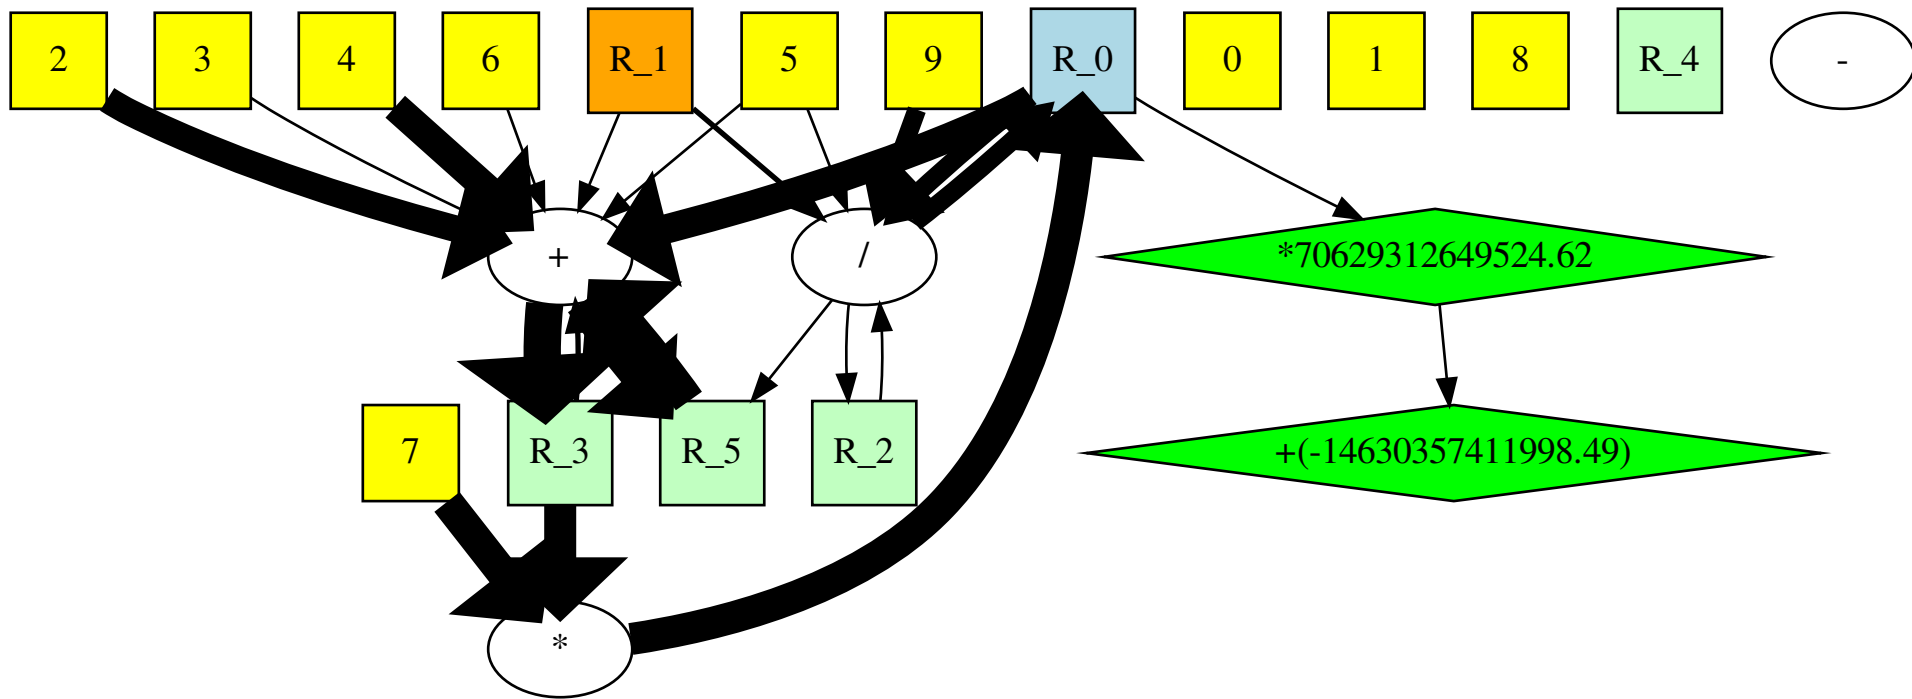 2 3 4 6 R_1 5 9 R_0 0 1 8 R_4 -
+ / *70629312649524.62
7 R_3 R_5 R_2 +(-14630357411998.49)
*